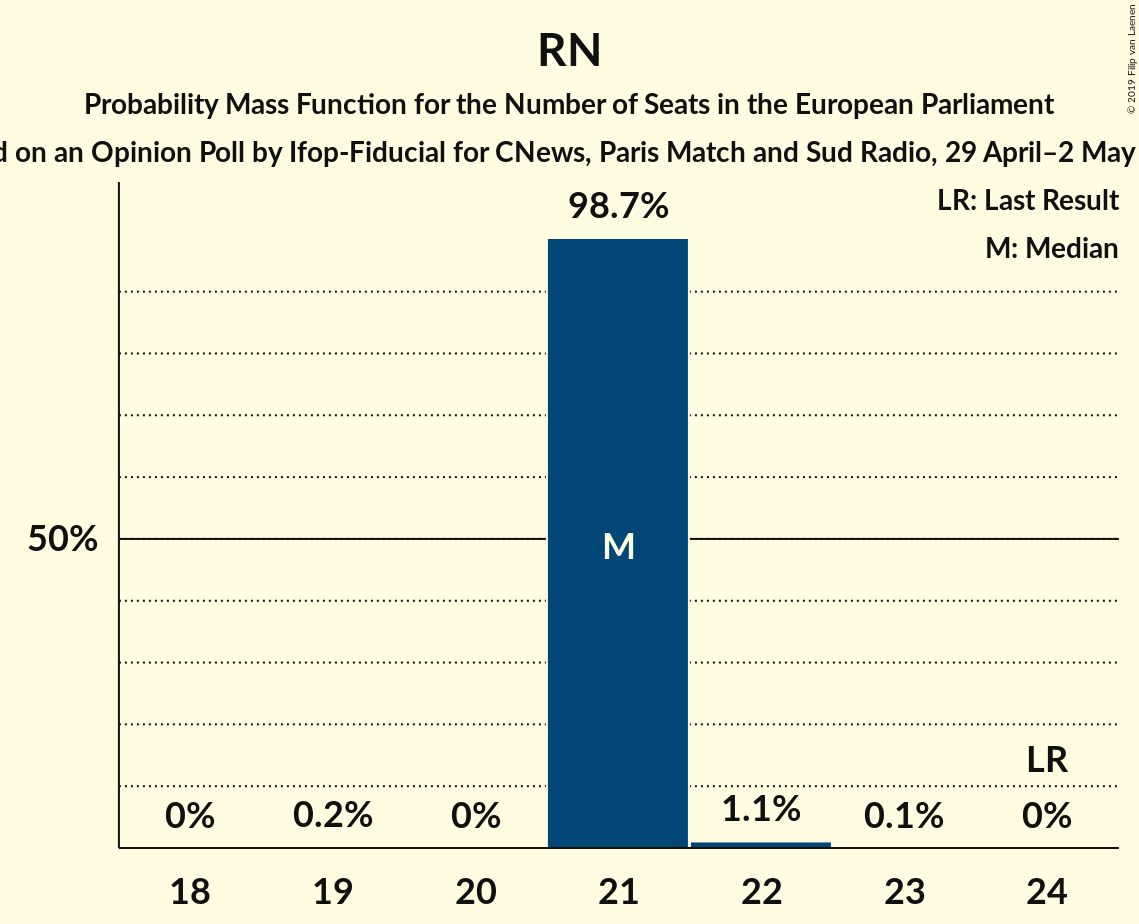 RN
Probability Mass Function for the Number of Seats in the European Parliament
on an Opinion Poll by Ifop-Fiducial for CNews, Paris Match and Sud Radio, 29 April–2 May
© 2019 Filip van Laenen
LR: Last Result
M: Median
98.7%
50%
M
LR
0%
0.2%
0%
1.1%
0.1%
0%
18
19
20
21
22
23
24